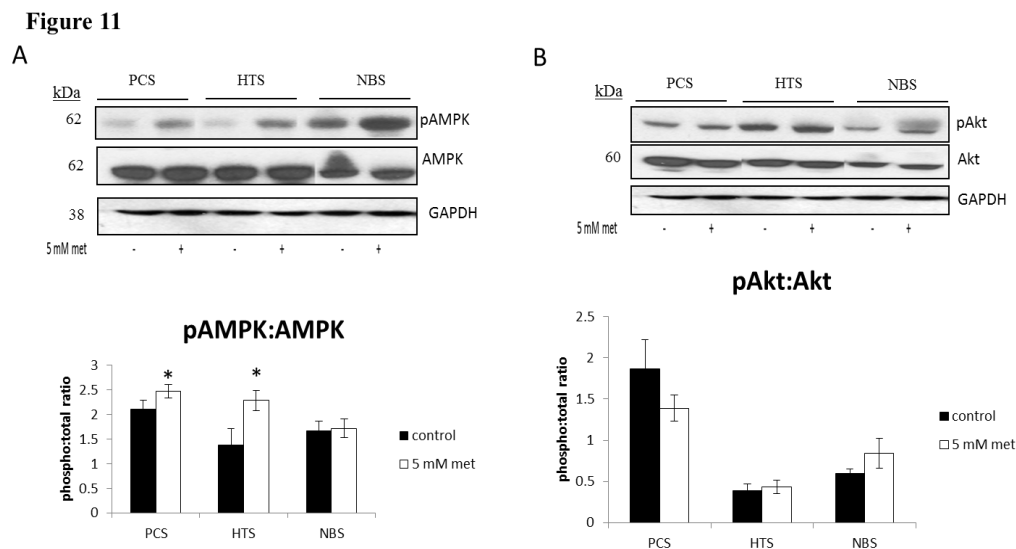 Figure 11
A
PCS HTS NBS
kDa
62 pAMPK
62 AMPK
38 GAPDH
5 mM met - + - + - +
pAMPK:AMPK
phospho:total ratio
3
2.5
2
1.5
1
0.5
0
* *
PCS HTS NBS
control
5 mM met
B
PCS HTS NBS
kDa
pAkt
60 Akt
GAPDH
5 mM met - + - + - +
pAkt:Akt
phospho:total ratio
2.5
2
1.5
1
0.5
0
PCS HTS NBS
control
5 mM met